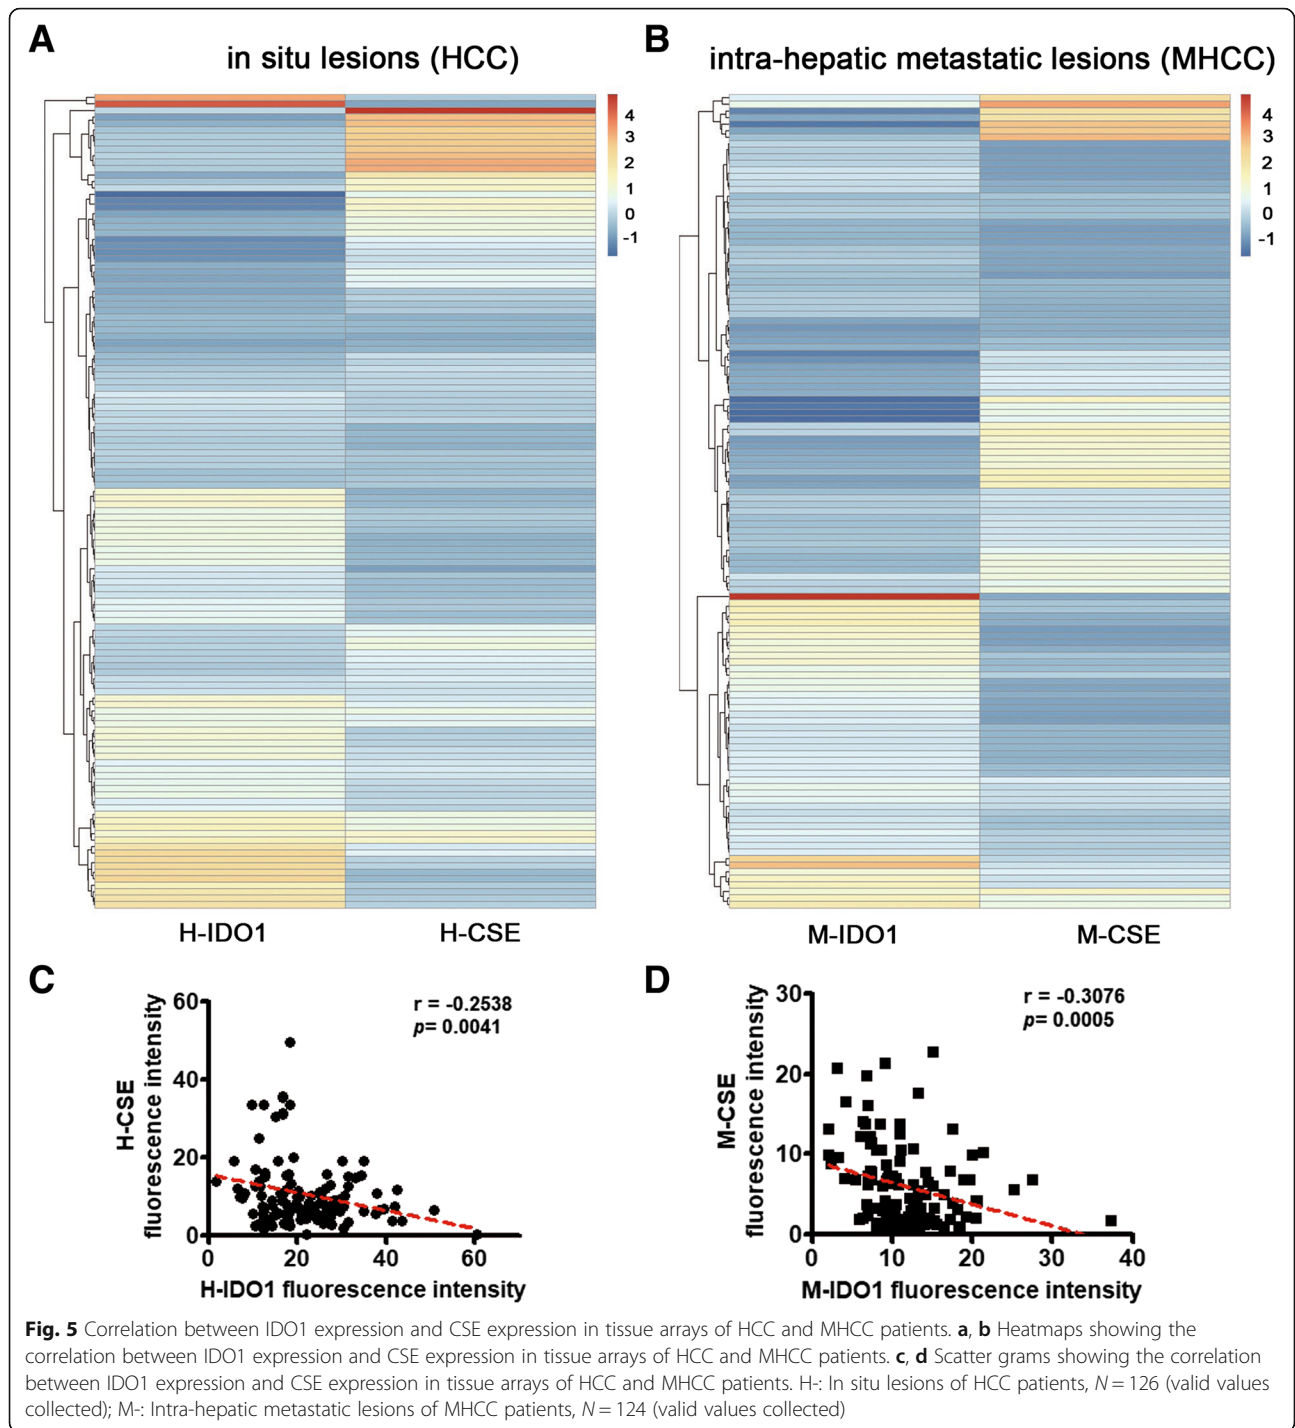 A
in situ lesions (HCC)
4
3
2
1
0
-1
H-IDO1
H-CSE
B
intra-hepatic metastatic lesions (MHCC)
4
3
2
1
0
-1
M-IDO1
M-CSE
C
r = -0.2538
p= 0.0041
H-CSE
fluorescence intensity
60
40
20
0
0 20 40 60
H-IDO1 fluorescence intensity
D
r = -0.3076
p= 0.0005
M-CSE
fluorescence intensity
30
20
10
0
0 10 20 30 40
M-IDO1 fluorescence intensity
Fig. 5 Correlation between IDO1 expression and CSE expression in tissue arrays of HCC and MHCC patients. a, b Heatmaps showing the
correlation between IDO1 expression and CSE expression in tissue arrays of HCC and MHCC patients. c, d Scatter grams showing the correlation
between IDO1 expression and CSE expression in tissue arrays of HCC and MHCC patients. H-: In situ lesions of HCC patients, N = 126 (valid values
collected); M-: Intra-hepatic metastatic lesions of MHCC patients, N = 124 (valid values collected)